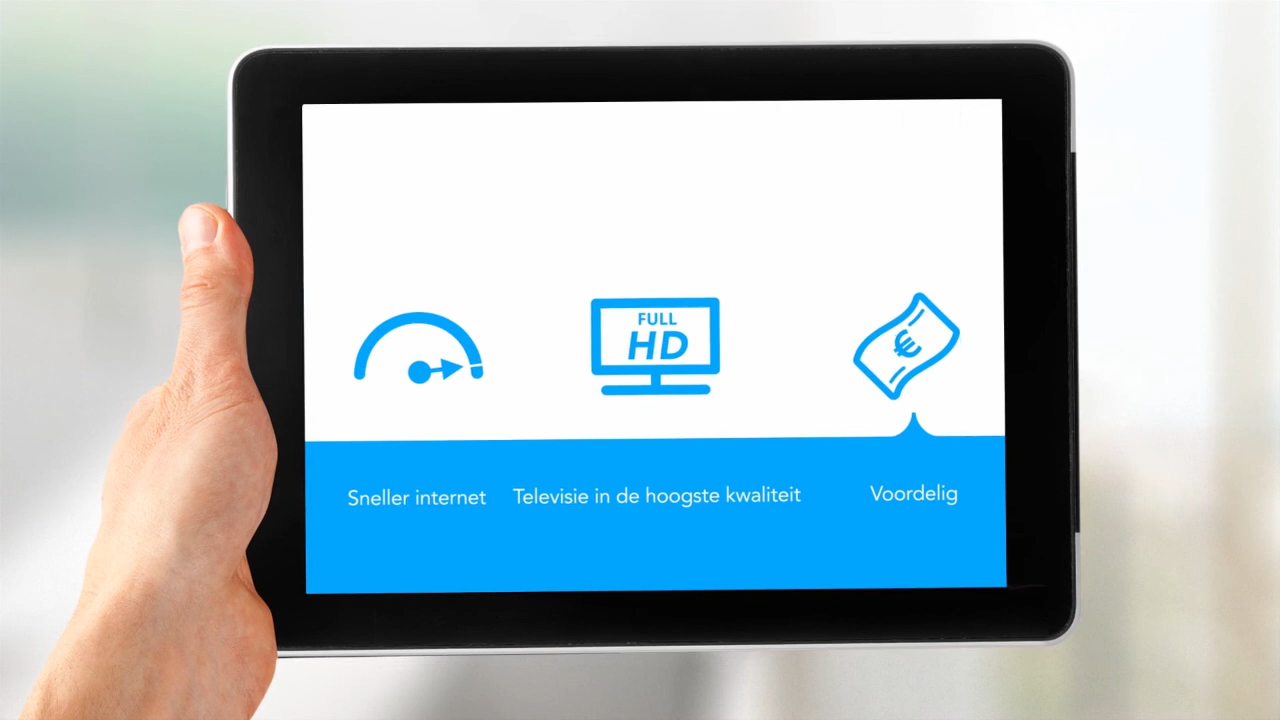 FULL
HD
€
Sneller internet
Televisie in de hoogste kwaliteit
Voordelig